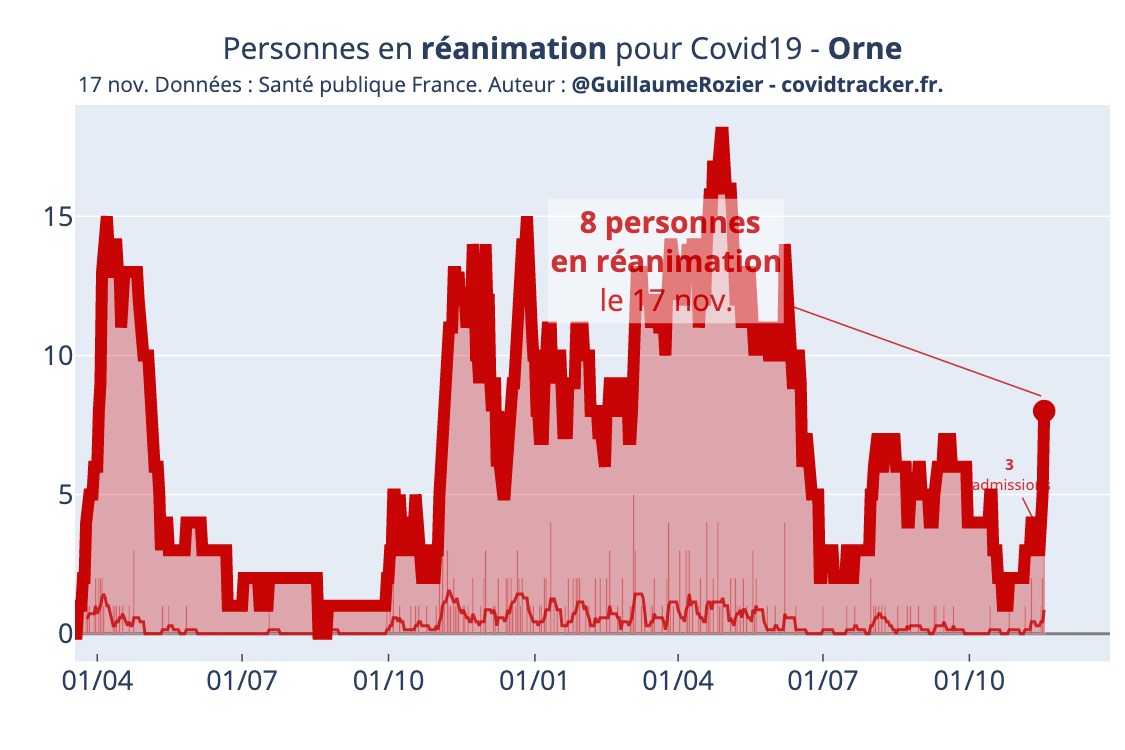 Personnes en réanimation pour Covid19 - Orne
17 nov. Données : Santé publique France. Auteur : @GuillaumeRozier - covidtracker.fr.
15
10
5
0
8 personnes
en réanimation
le 17 nov.
3
admissions
01/04
01/07
01/10
01/01
01/04
01/07
01/10